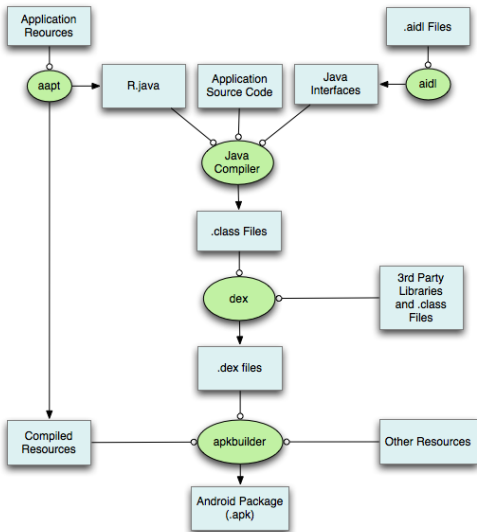 Application
Reources
.aidl Files
aapt
R.java
Application
Source Code
Java
Interfaces
aidl
Java
Compiler
.class Files
dex
3rd Party
Libraries
and .class
Files
.dex files
Compiled
Resources
apkbuilder
Other Resources
Android Package
(.apk)